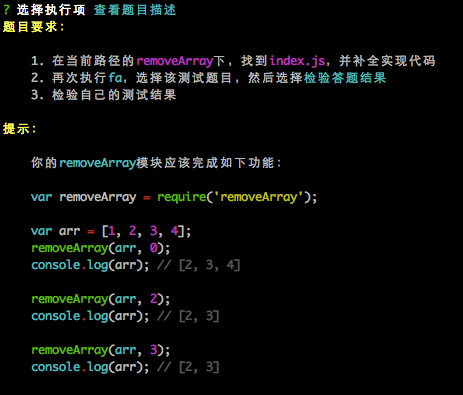 ? 选择执行项 查看题目描述
题目要求：
1. 在当前路径的removeArray下，找到index.js，并补全实现代码
2. 再次执行fa，选择该测试题目，然后选择检验答题结果
3. 检验自己的测试结果
提示：
你的removeArray模块应该完成如下功能：
var removeArray = require('removeArray');
var arr = [1, 2, 3, 4];
removeArray(arr, 0);
console.log(arr); // [2, 3, 4]
removeArray(arr, 2);
console.log(arr); // [2, 3]
removeArray(arr, 3);
console.log(arr); // [2, 3]